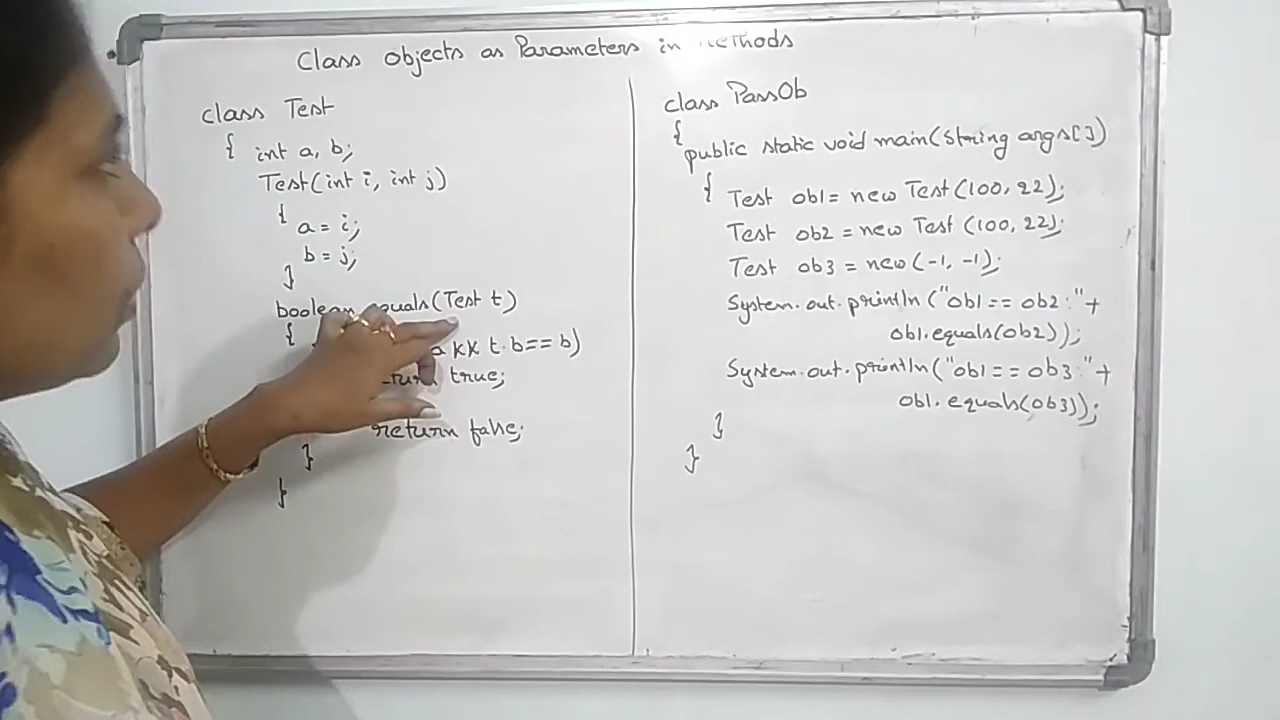 Class objects as Parameters in Methods
class Test
{ int a, b;
Test(int i, int j)
{
a = i;
b = j;
}
boolean equals(Test t)
{
a && t.b == b)
return true;
return false;
}
}
class PassOb
{
public static void main(String args[])
{ Test ob1 = new Test (100, 22);
Test ob2 = new Test (100, 22);
Test ob3 = new (-1, -1);
System.out.println ("ob1 == ob2:"+
ob1.equals(ob2));
System.out.println ("ob1 == ob3:"+
ob1.equals(ob3));
}
}